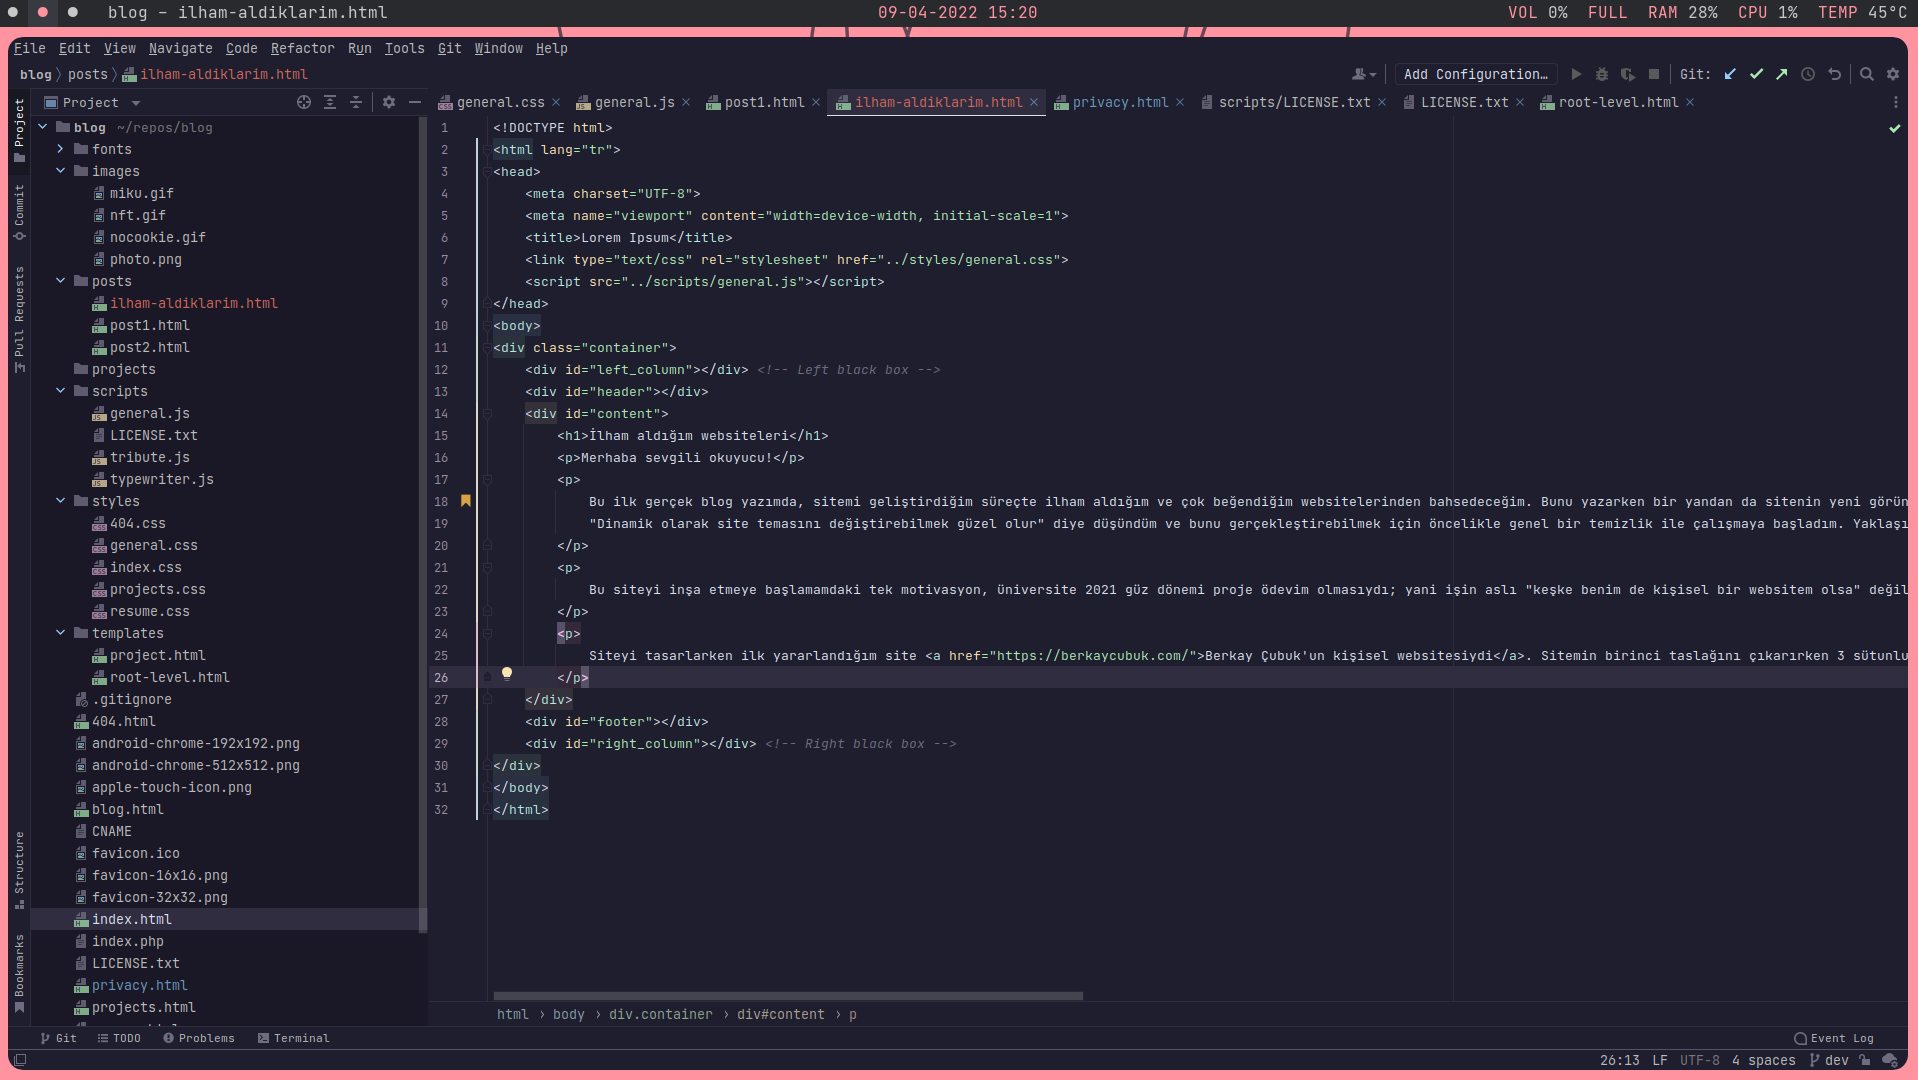 blog - ilham-aldiklarim.html
09-04-2022 15:20
VOL 0% FULL RAM 28% CPU 1% TEMP 45°C
File Edit View Navigate Code Refactor Run Tools Git Window Help
blog posts ilham-aldiklarim.html
Add Configuration…
Git:
Project
general.css
general.js
post1.html
ilham-aldiklarim.html
privacy.html
scripts/LICENSE.txt
LICENSE.txt
root-level.html
Project
Commit
Pull Requests
Structure
Bookmarks
blog ~/repos/blog
fonts
images
miku.gif
nft.gif
nocookie.gif
photo.png
posts
ilham-aldiklarim.html
post1.html
post2.html
projects
scripts
general.js
LICENSE.txt
tribute.js
typewriter.js
styles
404.css
general.css
index.css
projects.css
resume.css
templates
project.html
root-level.html
.gitignore
404.html
android-chrome-192x192.png
android-chrome-512x512.png
apple-touch-icon.png
blog.html
CNAME
favicon.ico
favicon-16x16.png
favicon-32x32.png
index.html
index.php
LICENSE.txt
privacy.html
projects.html
1 <!DOCTYPE html>
2 <html lang="tr">
3 <head>
4 <meta charset="UTF-8">
5 <meta name="viewport" content="width=device-width, initial-scale=1">
6 <title>Lorem Ipsum</title>
7 <link type="text/css" rel="stylesheet" href="../styles/general.css">
8 <script src="../scripts/general.js"></script>
9 </head>
10 <body>
11 <div class="container">
12 <div id="left_column"></div> <!-- Left black box -->
13 <div id="header"></div>
14 <div id="content">
15 <h1>İlham aldığım websiteleri</h1>
16 <p>Merhaba sevgili okuyucu!</p>
17 <p>
18 Bu ilk gerçek blog yazımda, sitemi geliştirdiğim süreçte ilham aldığım ve çok beğendiğim websitelerinden bahsedeceğim. Bunu yazarken bir yandan da sitenin yeni görün
19 "Dinamik olarak site temasını değiştirebilmek güzel olur" diye düşündüm ve bunu gerçekleştirebilmek için öncelikle genel bir temizlik ile çalışmaya başladım. Yaklaşı
20 </p>
21 <p>
22 Bu siteyi inşa etmeye başlamamdaki tek motivasyon, üniversite 2021 güz dönemi proje ödevim olmasıydı; yani işin aslı "keşke benim de kişisel bir websitem olsa" değil
23 </p>
24 <p>
25 Siteyi tasarlarken ilk yararlandığım site <a href="https://berkaycubuk.com/">Berkay Çubuk'un kişisel websitesiydi</a>. Sitemin birinci taslağını çıkarırken 3 sütunlu
26 </p>
27 </div>
28 <div id="footer"></div>
29 <div id="right_column"></div> <!-- Right black box -->
30 </div>
31 </body>
32 </html>
html › body › div.container › div#content › p
Git TODO Problems Terminal
Event Log
26:13 LF UTF-8 4 spaces dev